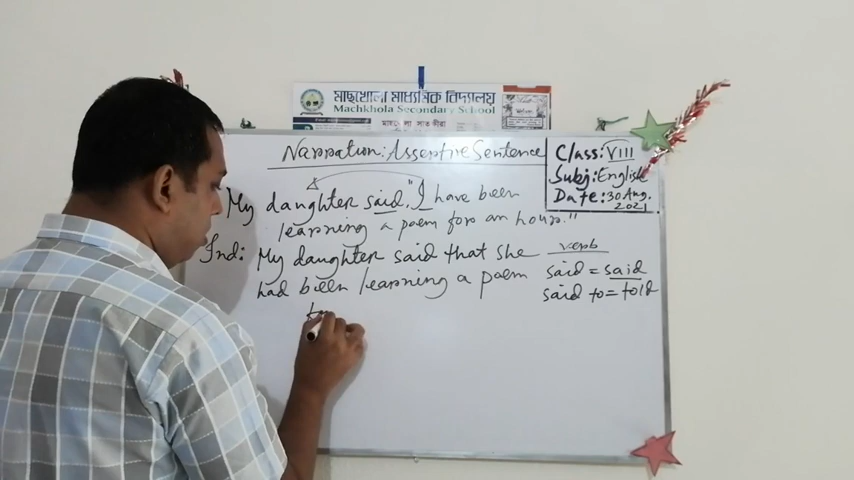 মাছখোলা মাধ্যমিক বিদ্যালয়
Machkhola Secondary School
Narration: Assertive Sentence
Class: VIII
Subj: English
Date: 30 Aug. 2021
My daughter said "I have been
learning a poem for an hour."
Ind: My daughter said that she
had been learning a poem
verb
said = said
said to = told